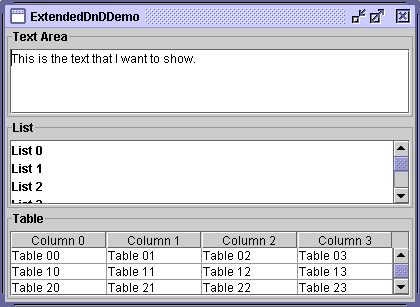 ExtendedDnDDemo
Text Area
This is the text that I want to show.
List
List 0
List 1
List 2
List 3
Table
Column 0 Column 1 Column 2 Column 3
Table 00 Table 01 Table 02 Table 03
Table 10 Table 11 Table 12 Table 13
Table 20 Table 21 Table 22 Table 23